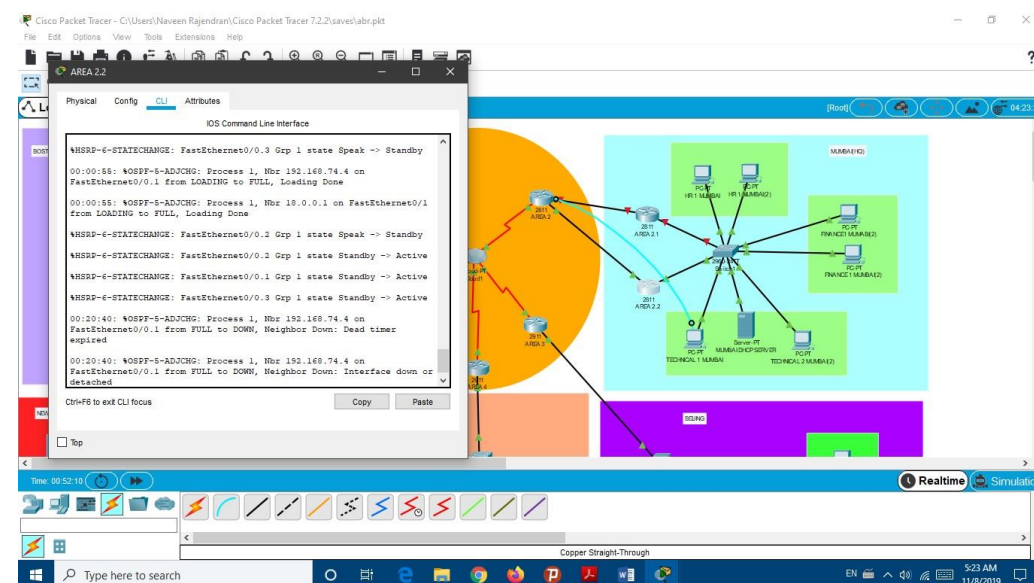 Cisco Packet Tracer - C:\Users\Naveen Rajendran\Cisco Packet Tracer 7.2.2\saves\abr.pkt
File Edit Options View Tools Extensions Help
AREA 2.2
Physical Config CLI Attributes
IOS Command Line Interface
%HSRP-6-STATECHANGE: FastEthernet0/0.3 Grp 1 state Speak -> Standby
00:00:55: %OSPF-5-ADJCHG: Process 1, Nbr 192.168.74.4 on
FastEthernet0/0.1 from LOADING to FULL, Loading Done
00:00:55: %OSPF-5-ADJCHG: Process 1, Nbr 18.0.0.1 on FastEthernet0/1
from LOADING to FULL, Loading Done
%HSRP-6-STATECHANGE: FastEthernet0/0.2 Grp 1 state Speak -> Standby
%HSRP-6-STATECHANGE: FastEthernet0/0.2 Grp 1 state Standby -> Active
%HSRP-6-STATECHANGE: FastEthernet0/0.1 Grp 1 state Standby -> Active
%HSRP-6-STATECHANGE: FastEthernet0/0.3 Grp 1 state Standby -> Active
00:20:40: %OSPF-5-ADJCHG: Process 1, Nbr 192.168.74.4 on
FastEthernet0/0.1 from FULL to DOWN, Neighbor Down: Dead timer
expired
00:20:40: %OSPF-5-ADJCHG: Process 1, Nbr 192.168.74.4 on
FastEthernet0/0.1 from FULL to DOWN, Neighbor Down: Interface down or
detached
Ctrl+F6 to exit CLI focus
Copy Paste
Top
[Root]
04:23:
BOST
MUMBAI(HQ)
PC-PT
HR 1 MUMBAI
PC-PT
HR 1 MUMBAI(2)
2811
AREA 2
2811
AREA 2.1
PC-PT
FINANCE1 MUMABI(2)
PC-PT
FINANCE 1 MUMBAI(2)
2811
AREA 2.2
2811
AREA 3
PC-PT
TECHNICAL 1 MUMBAI
Server-PT
MUMBAI DHCP SERVER
PC-PT
TECHNICAL 2 MUMBAI(2)
2811
AREA 4
BEIJING
Time: 00:52:10
Realtime
Simulatio
Copper Straight-Through
Type here to search
EN
5:23 AM
11/8/2019